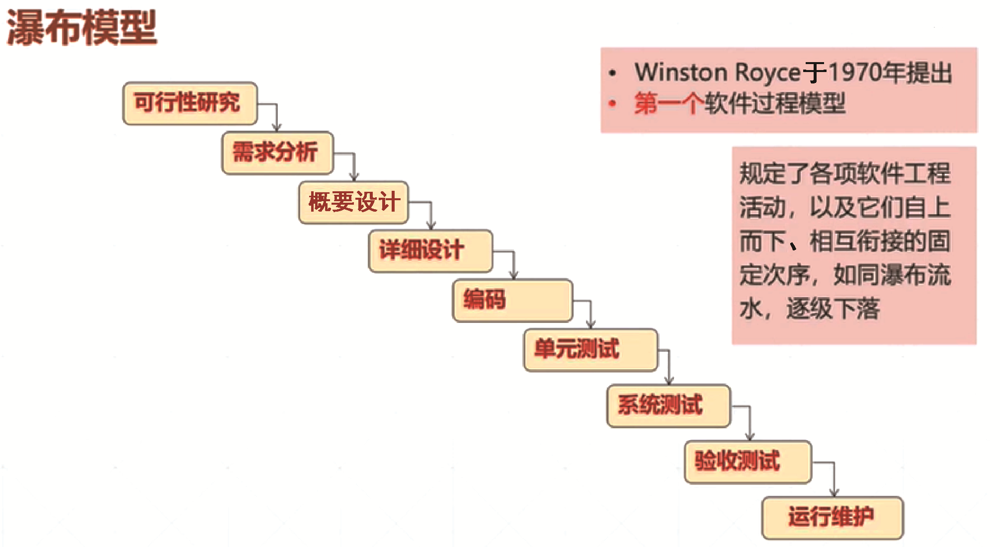 瀑布模型
• Winston Royce于1970年提出
• 第一个软件过程模型
可行性研究
需求分析
概要设计
详细设计
编码
单元测试
系统测试
验收测试
运行维护
规定了各项软件工程
活动，以及它们自上
而下、相互衔接的固
定次序，如同瀑布流
水，逐级下落